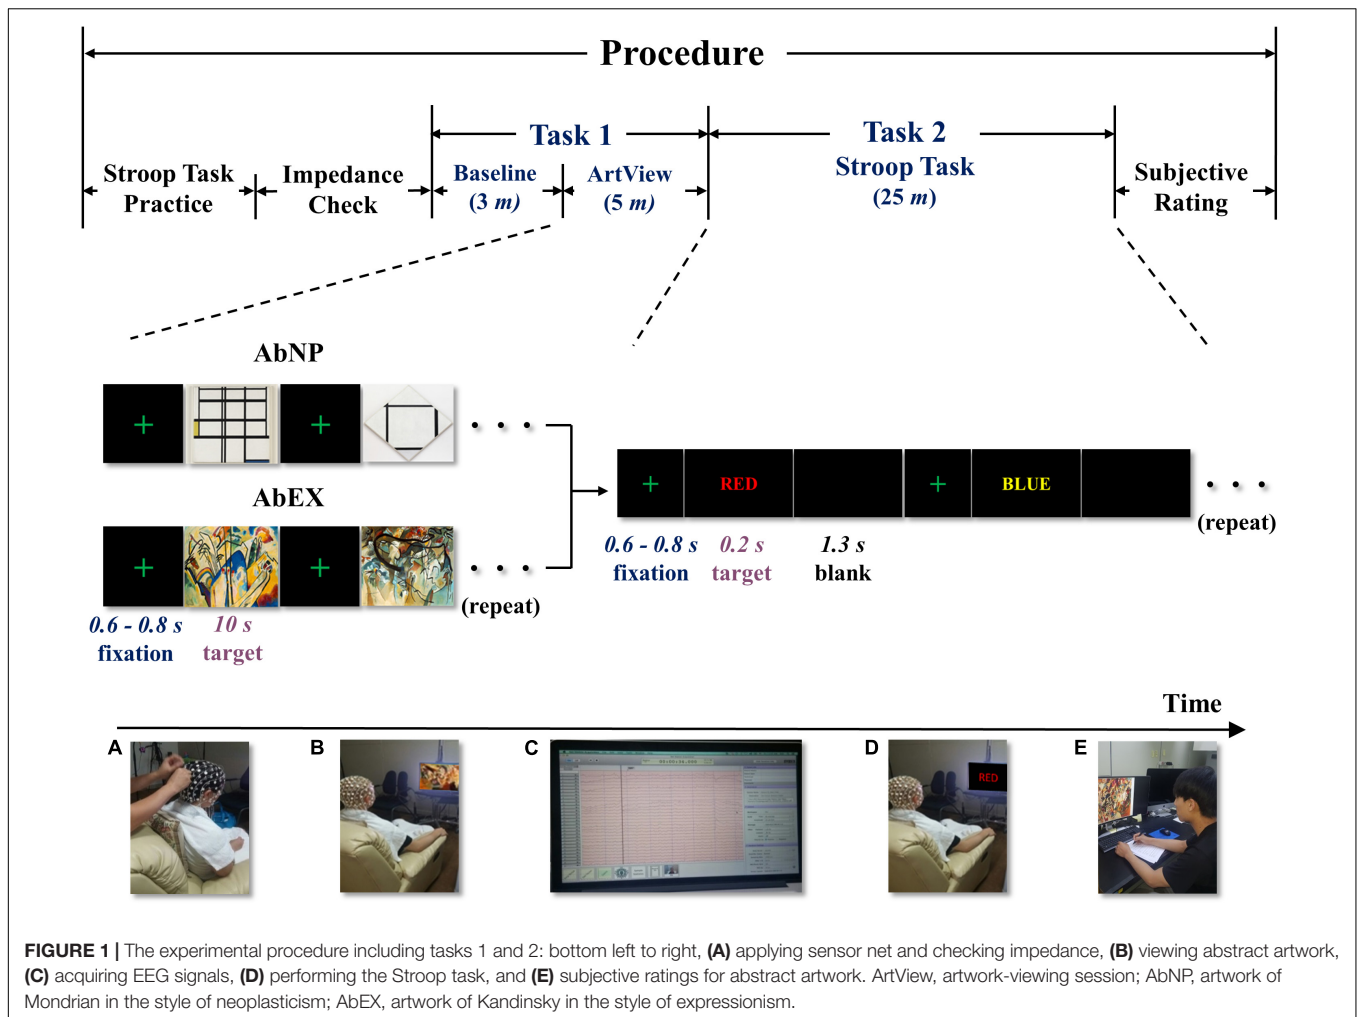 Procedure
Task 1
Task 2
Stroop Task
(25 m)
Stroop Task
Practice
Impedance
Check
Baseline
(3 m)
ArtView
(5 m)
Subjective
Rating
AbNP
AbEX
(repeat)
0.6 - 0.8 s
fixation
10 s
target
RED
BLUE
(repeat)
0.6 - 0.8 s
fixation
0.2 s
target
1.3 s
blank
Time
A
B
C
D
E
RED
FIGURE 1 | The experimental procedure including tasks 1 and 2: bottom left to right, (A) applying sensor net and checking impedance, (B) viewing abstract artwork,
(C) acquiring EEG signals, (D) performing the Stroop task, and (E) subjective ratings for abstract artwork. ArtView, artwork-viewing session; AbNP, artwork of
Mondrian in the style of neoplasticism; AbEX, artwork of Kandinsky in the style of expressionism.